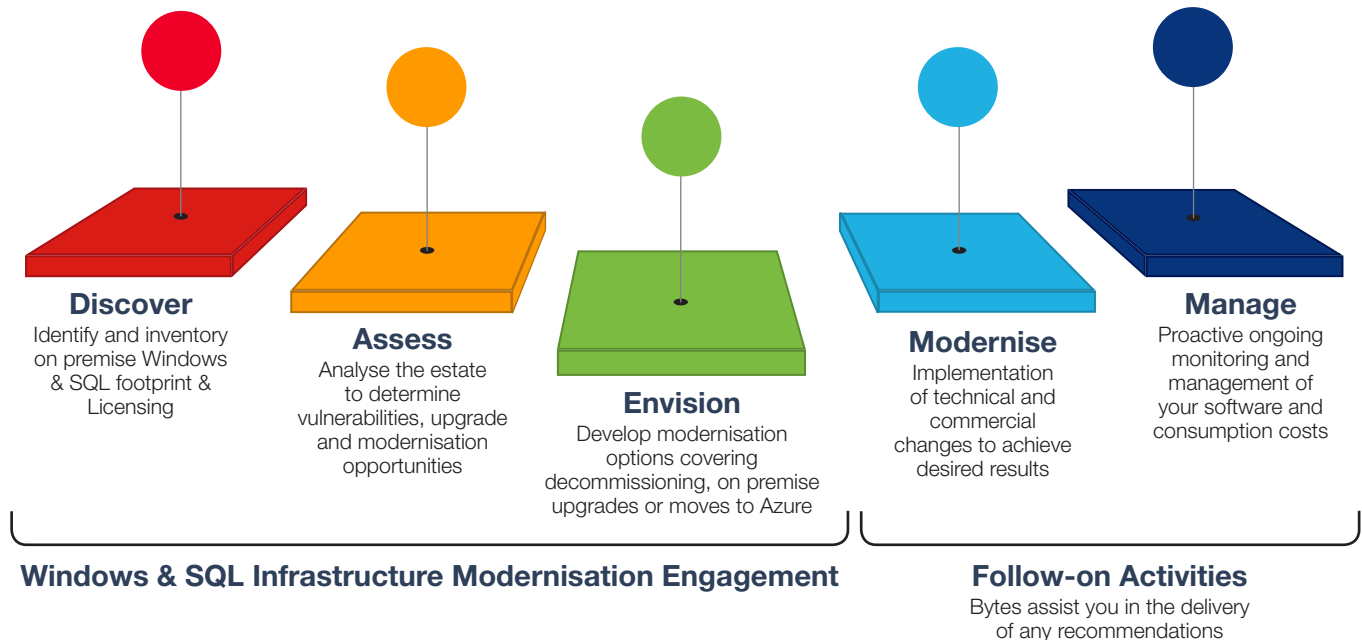 Discover
Identify and inventory
on premise Windows
& SQL footprint &
Licensing
Assess
Analyse the estate
to determine
vulnerabilities, upgrade
and modernisation
opportunities
Envision
Develop modernisation
options covering
decommissioning, on premise
upgrades or moves to Azure
Modernise
Implementation
of technical and
commercial
changes to achieve
desired results
Manage
Proactive ongoing
monitoring and
management of
your software and
consumption costs
Windows & SQL Infrastructure Modernisation Engagement
Follow-on Activities
Bytes assist you in the delivery
of any recommendations